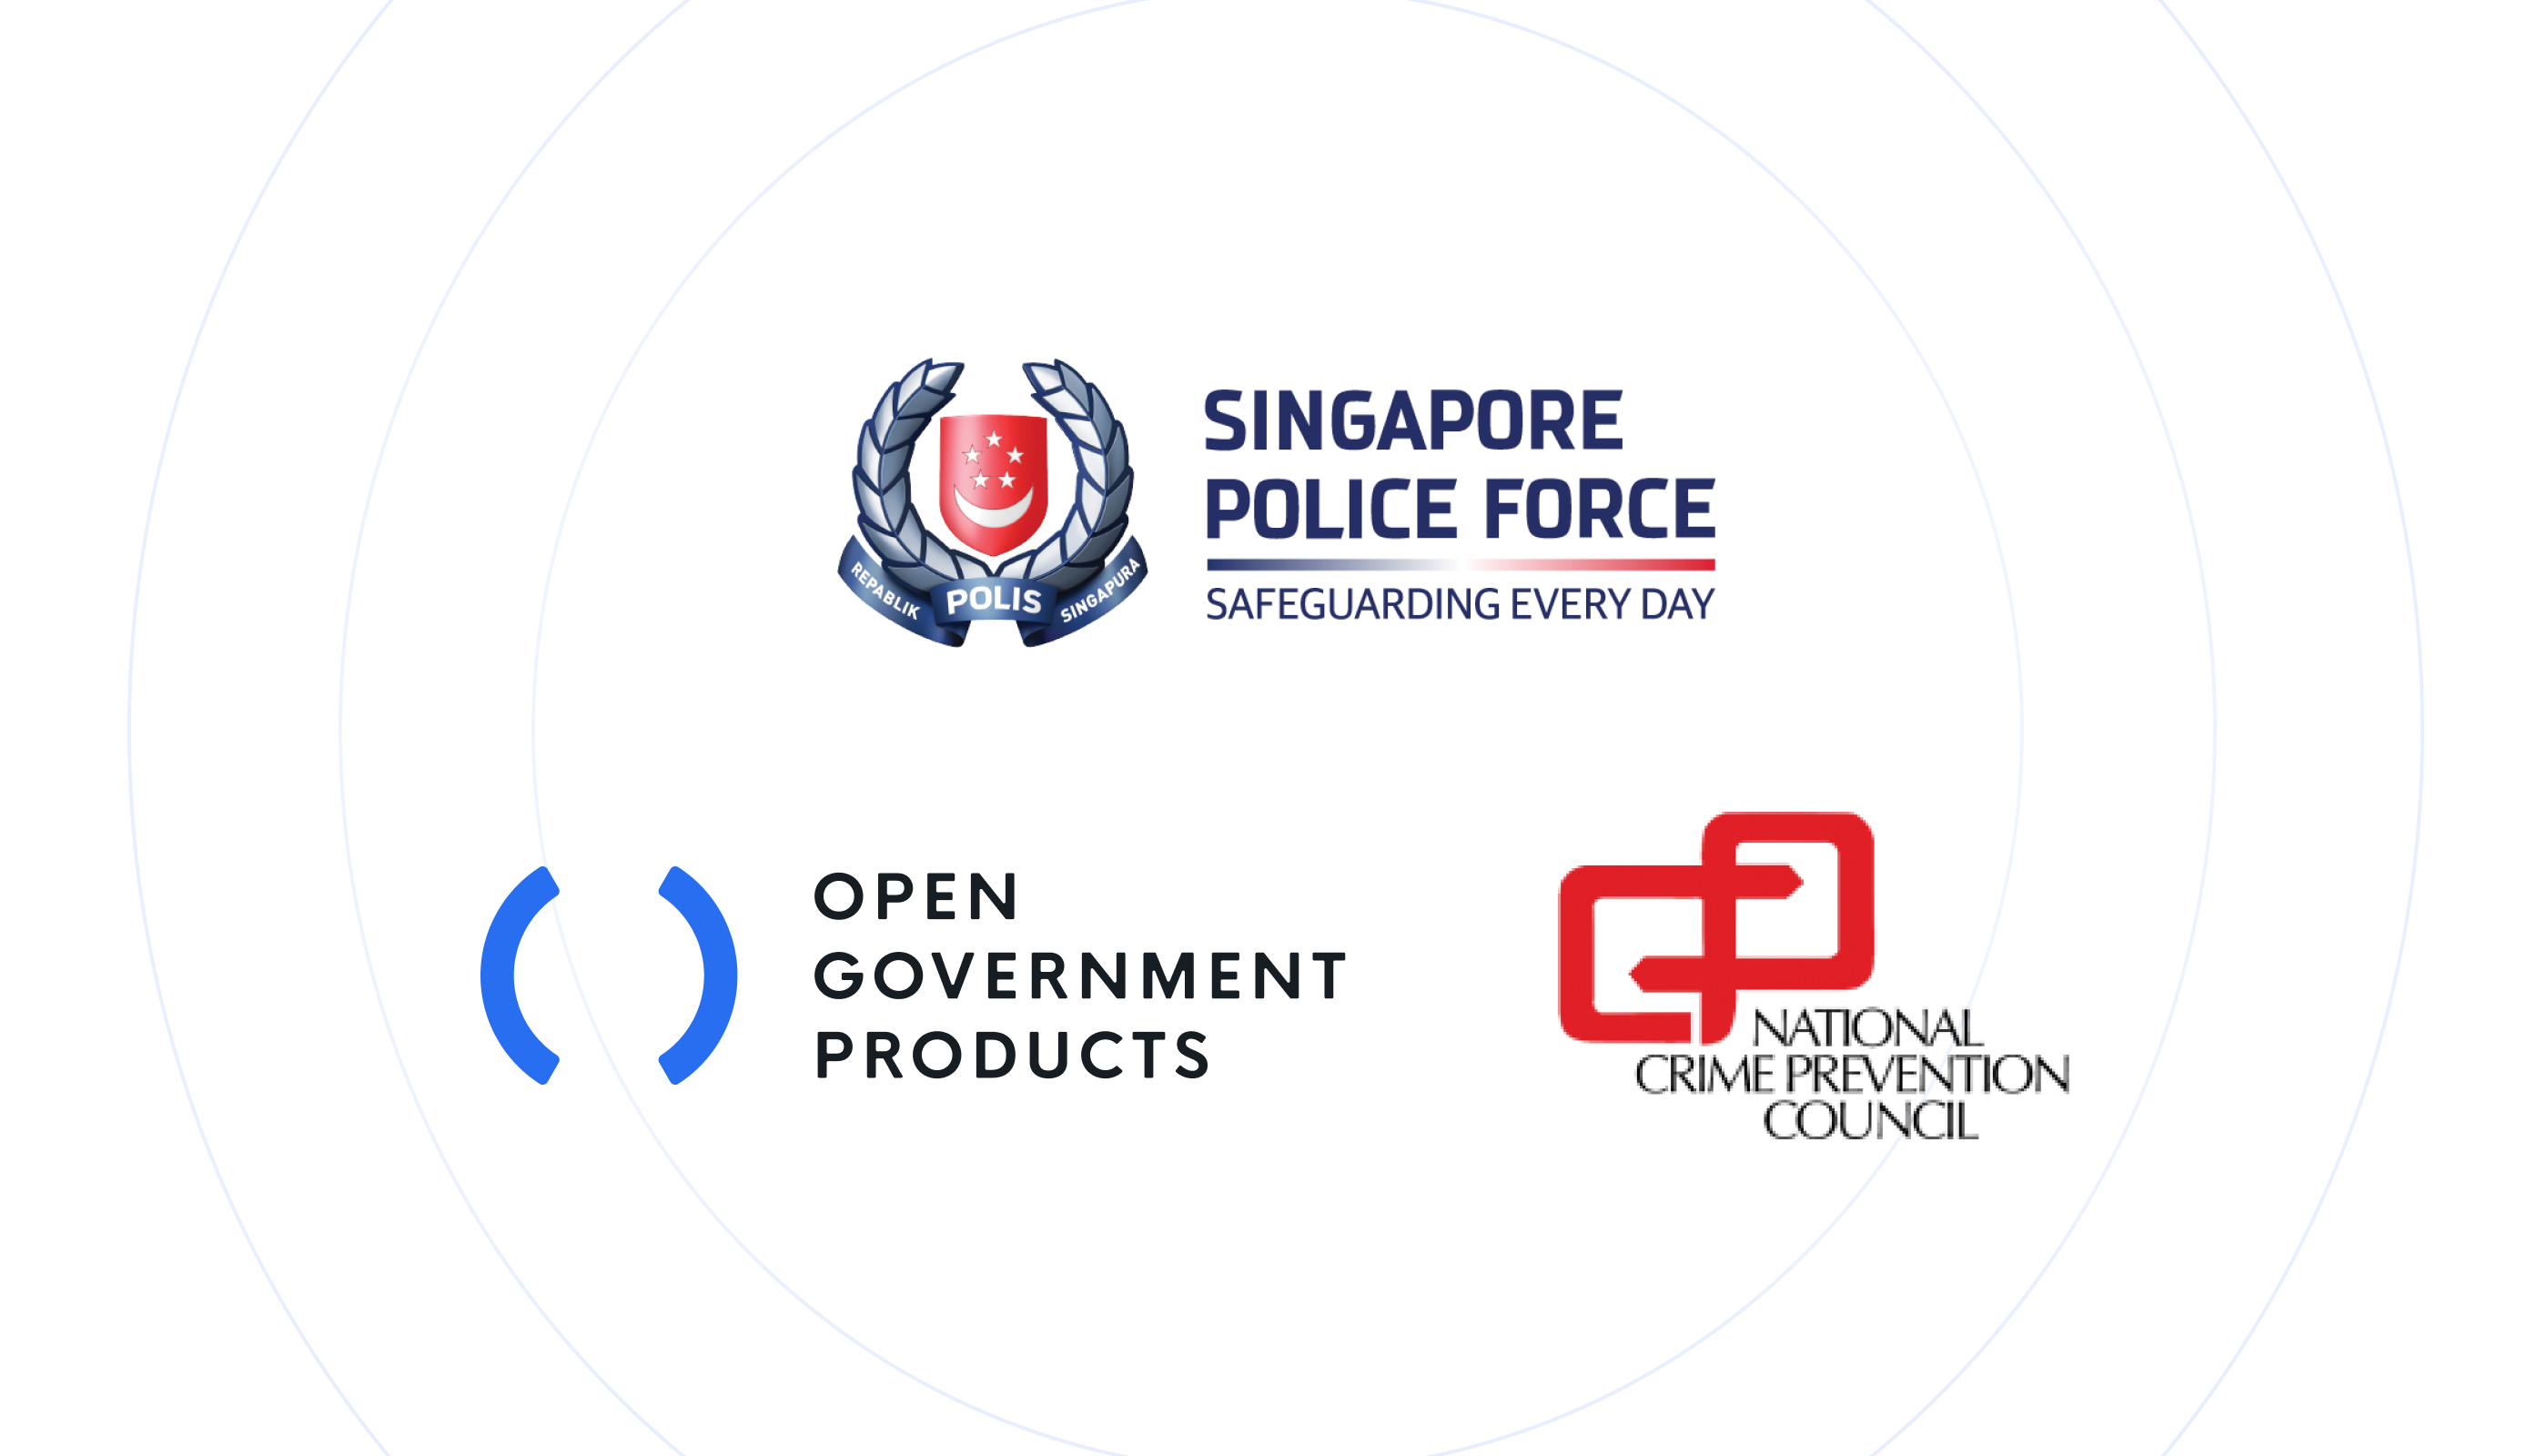 SINGAPORE
POLICE FORCE
SAFEGUARDING EVERY DAY
REPABLIK POLIS SINGAPURA
OPEN
GOVERNMENT
PRODUCTS
NATIONAL
CRIME PREVENTION
COUNCIL